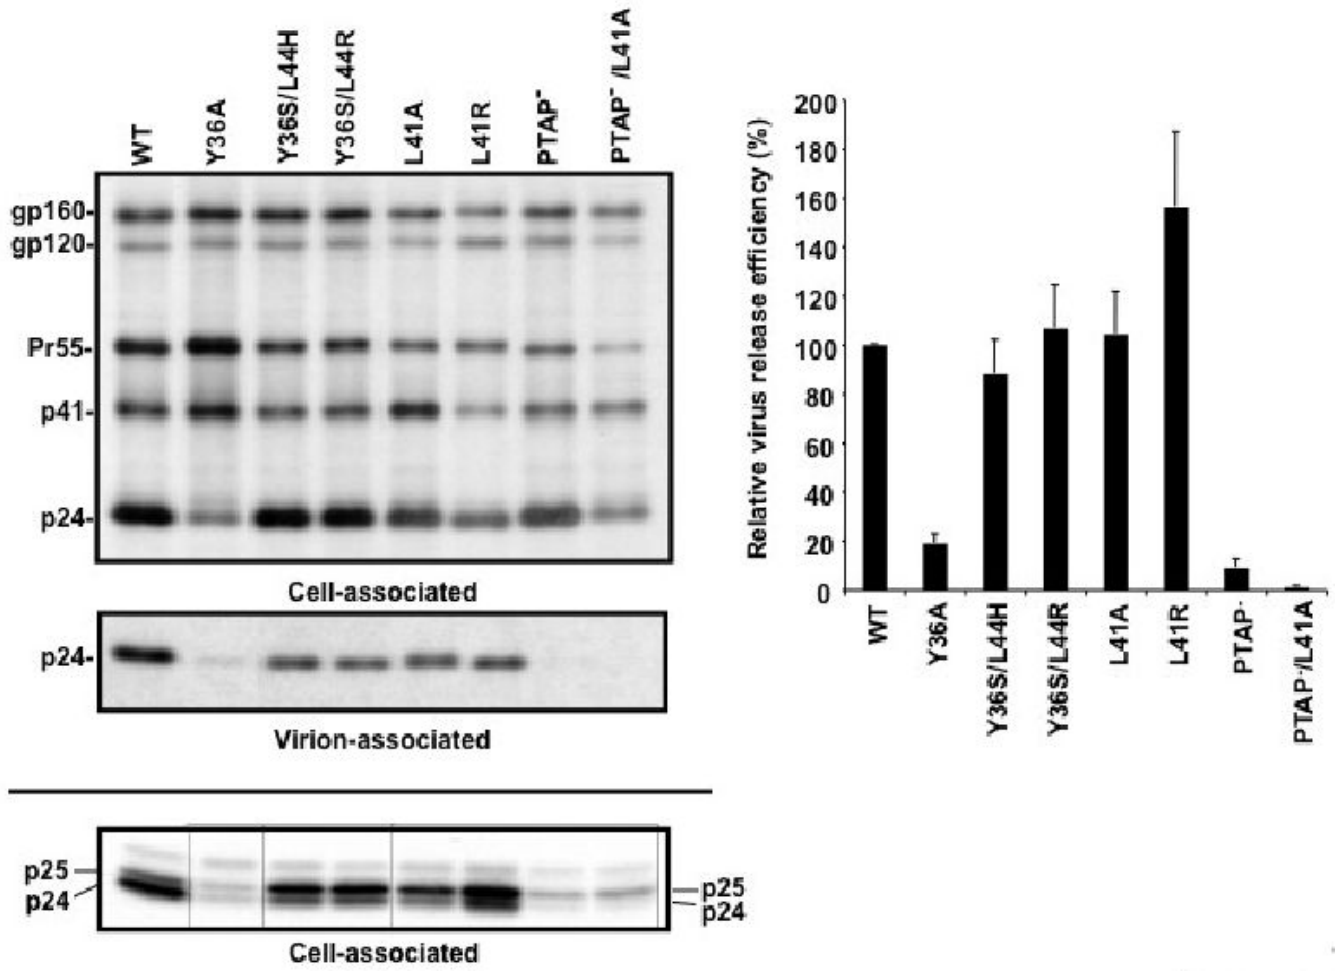 WT
Y36A
Y36S/L44H
Y36S/L44R
L41A
L41R
PTAP-
PTAP-/L41A
gp160-
gp120-
Pr55-
p41-
p24-
Cell-associated
p24-
Virion-associated
p25
p24
p25
p24
Cell-associated
Relative virus release efficiency (%)
200
180
160
140
120
100
80
60
40
20
0
WT
Y36A
Y36S/L44H
Y36S/L44R
L41A
L41R
PTAP-
PTAP-/L41A